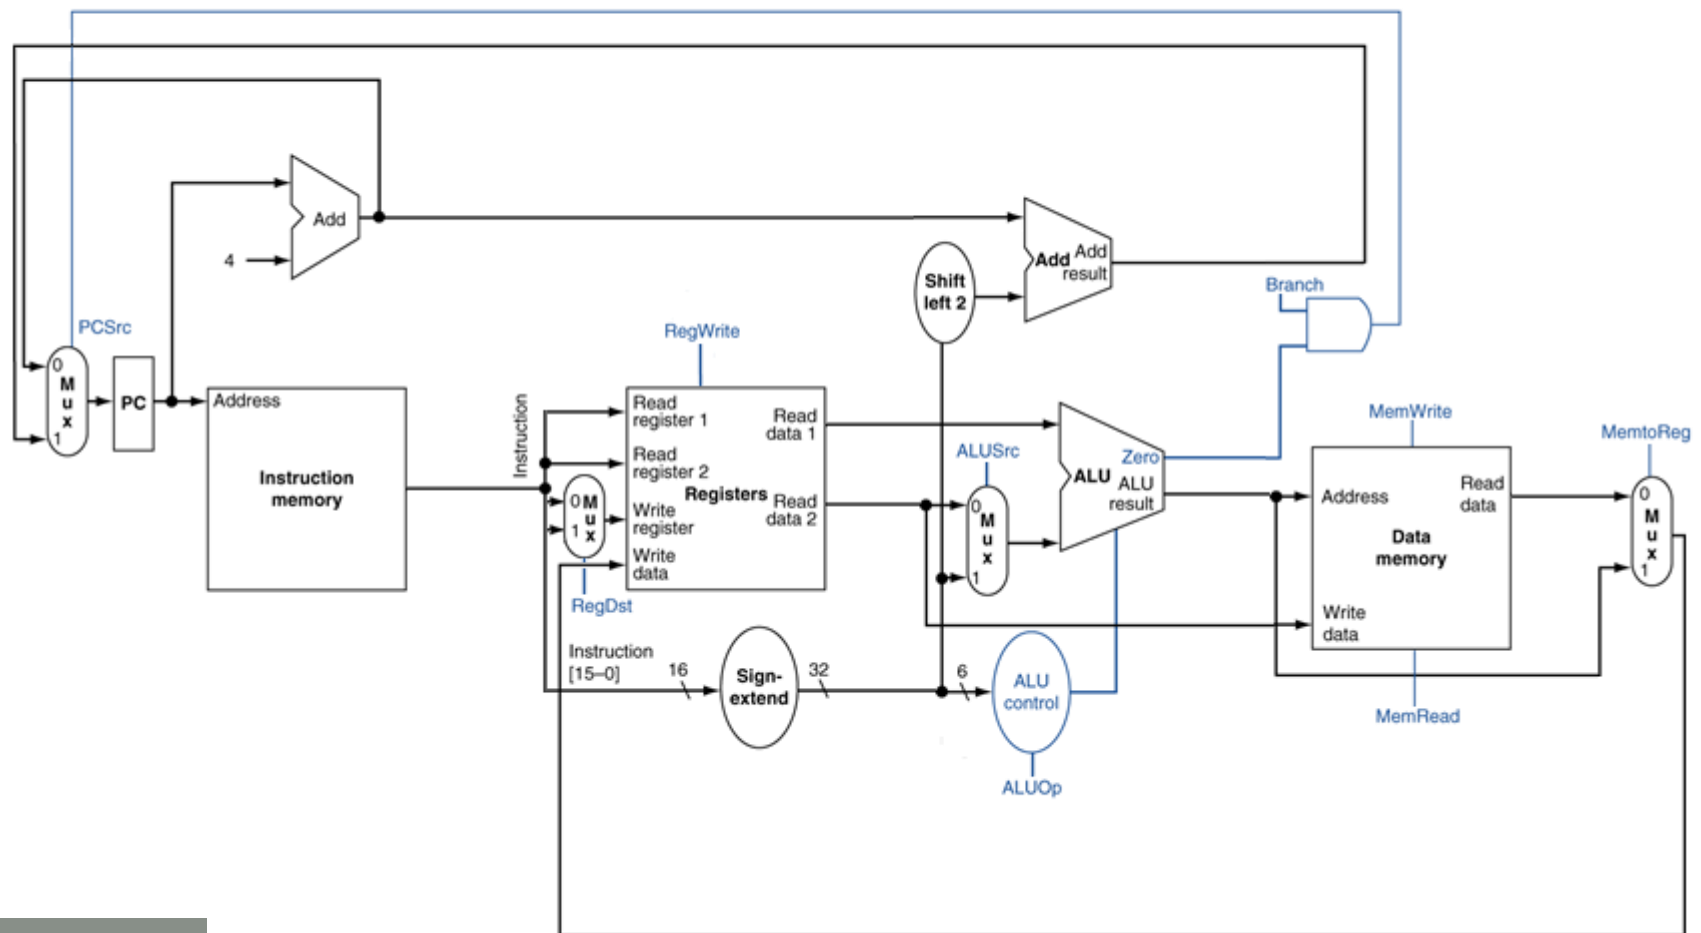 Add
4
Add Add
result
Shift
left 2
Branch
PCSrc
RegWrite
0
M
u
x
1
PC
Address
Instruction
memory
Instruction
Read
register 1
Read
data 1
Read
register 2
Registers
Read
data 2
0
M
u
x
1
Write
register
Write
data
RegDst
ALUSrc
0
M
u
x
1
Zero
ALU
ALU
result
MemWrite
MemtoReg
Address
Read
data
Data
memory
Write
data
0
M
u
x
1
Instruction
[15–0]
16
Sign-
extend
32
6
ALU
control
MemRead
ALUOp